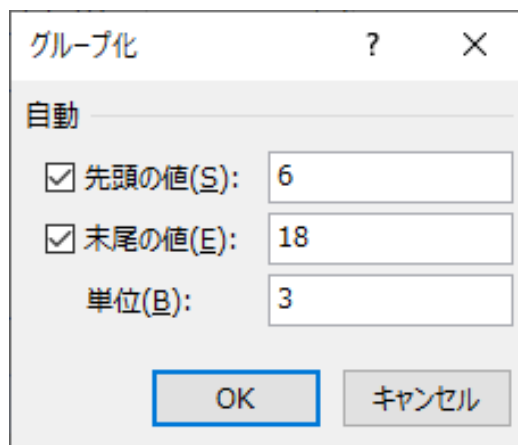 グループ化 ?
自動
先頭の値(S): 6
末尾の値(E): 18
単位(B): 3
OK キャンセル